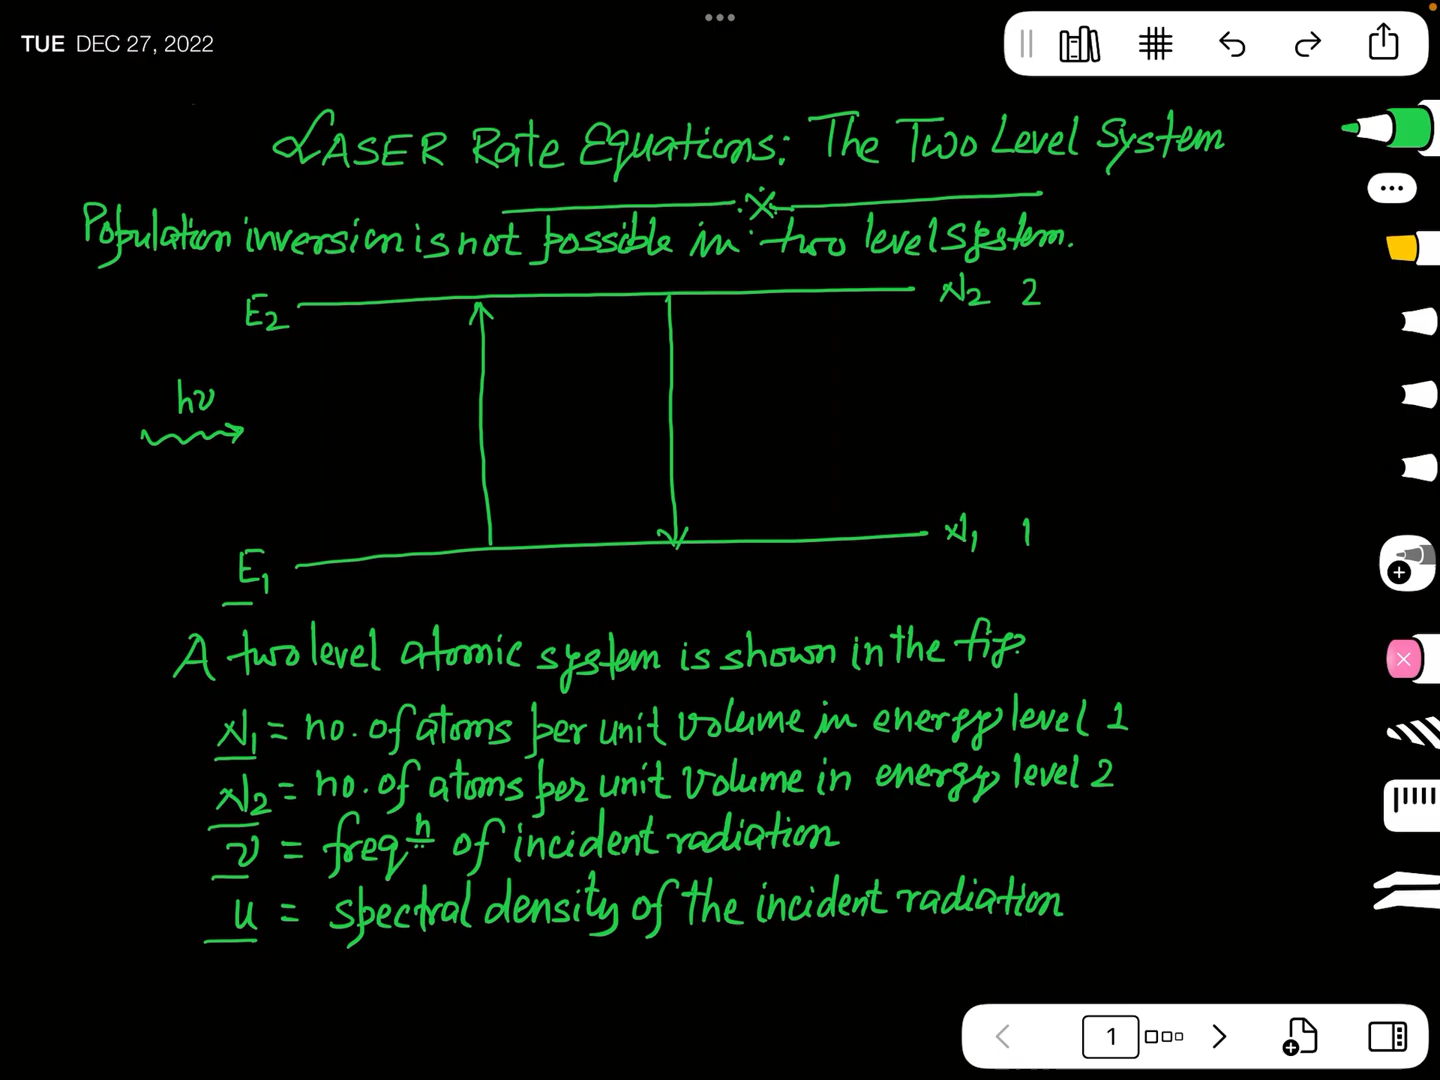 TUE DEC 27, 2022
LASER Rate Equations: The Two Level System
Population inversion is not possible in two level system.
E2 N2 2
hν
E1 N1 1
A two level atomic system is shown in the fig.
N1 = no. of atoms per unit volume in energy level 1
N2 = no. of atoms per unit volume in energy level 2
ν = freqn of incident radiation
u = spectral density of the incident radiation
1